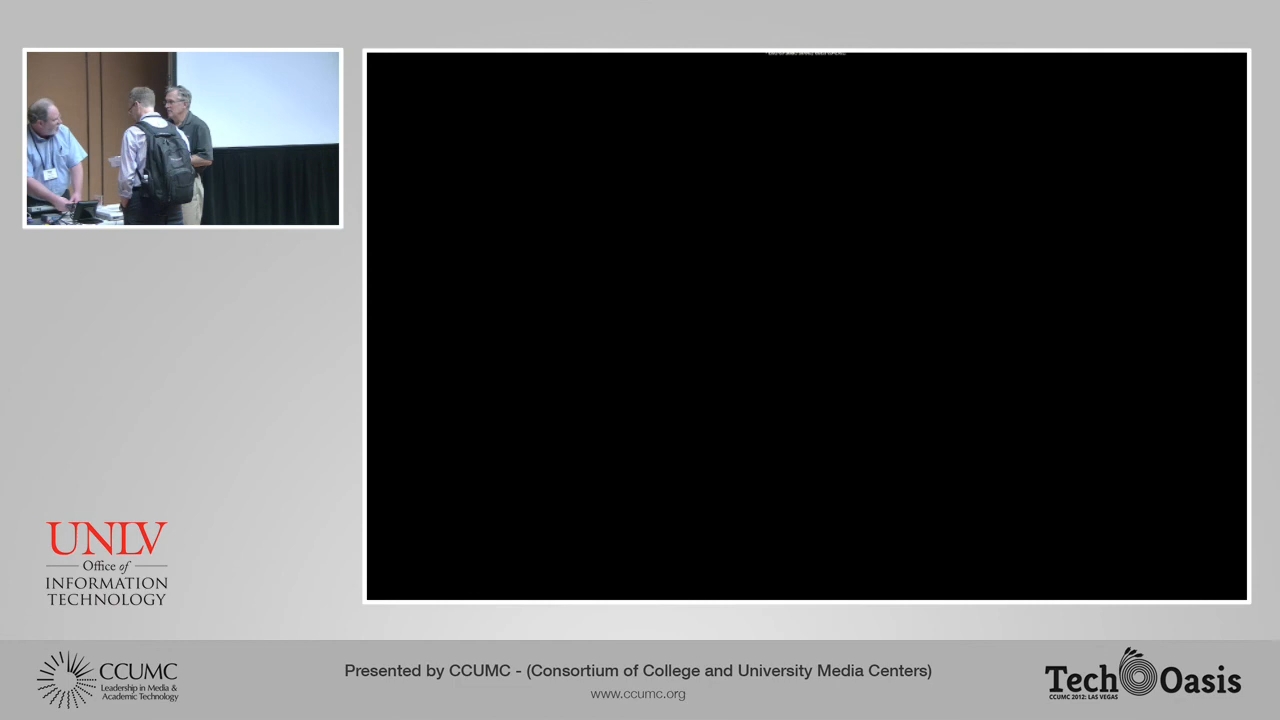 UNLV
Office of
INFORMATION
TECHNOLOGY
CCUMC
Leadership in Media &
Academic Technology
Presented by CCUMC - (Consortium of College and University Media Centers)
www.ccumc.org
Tech Oasis
CCUMC 2012: LAS VEGAS